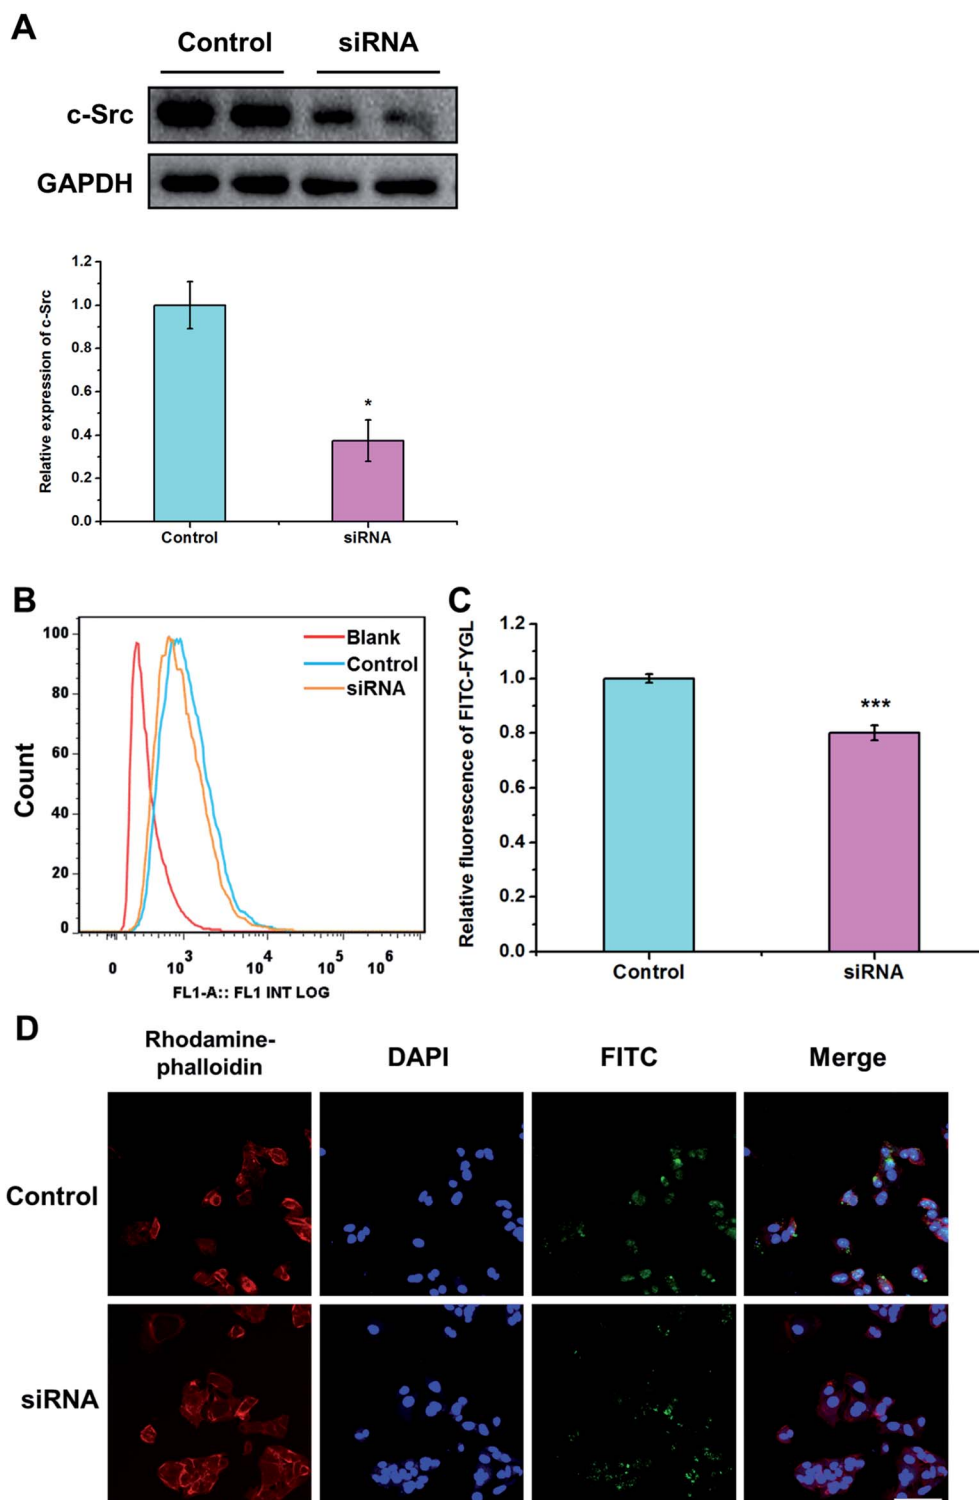 A
Control siRNA
c-Src
GAPDH
Relative expression of c-Src
1.2
1.0
0.8
0.6
0.4
0.2
0.0
*
Control siRNA
B
Count
100
80
60
40
20
0
Blank
Control
siRNA
0 10^3 10^4 10^5 10^6
FL1-A:: FL1 INT LOG
C
Relative fluorescence of FITC-FYGL
1.2
1.0
0.8
0.6
0.4
0.2
0.0
***
Control siRNA
D
Rhodamine-
phalloidin
DAPI FITC Merge
Control
siRNA